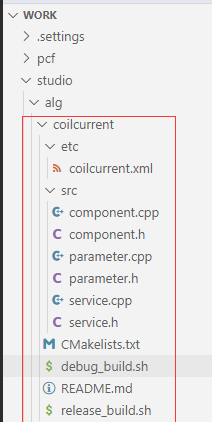 WORK
.settings
pcf
studio
alg
coilcurrent
etc
coilcurrent.xml
src
component.cpp
C component.h
parameter.cpp
C parameter.h
service.cpp
C service.h
M CMakelists.txt
$ debug_build.sh
README.md
$ release_build.sh